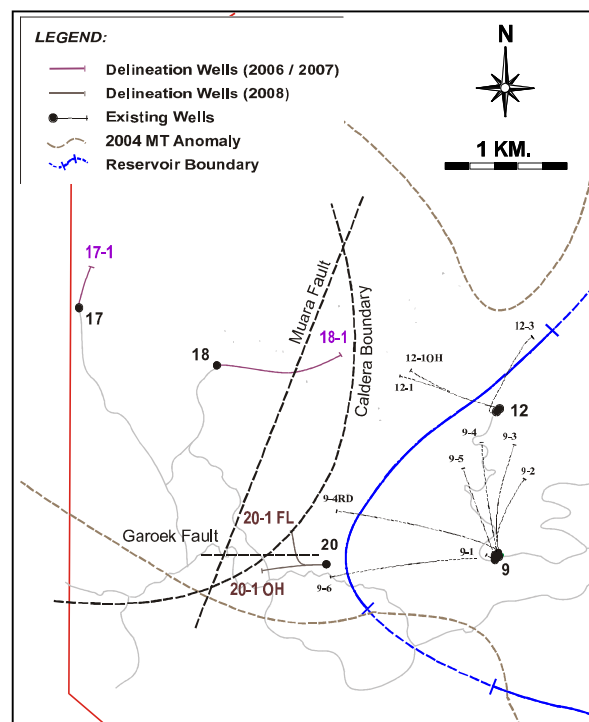 LEGEND:
Delineation Wells (2006 / 2007)
Delineation Wells (2008)
Existing Wells
2004 MT Anomaly
Reservoir Boundary
N
1 KM.
17-1
17
Muara Fault
18-1
18
Caldera Boundary
12-3
12-1OH
12-1
12
9-4
9-3
9-5
9-2
9-4RD
20-1 FL
Garoek Fault
20
9-1
9
20-1 OH
9-6